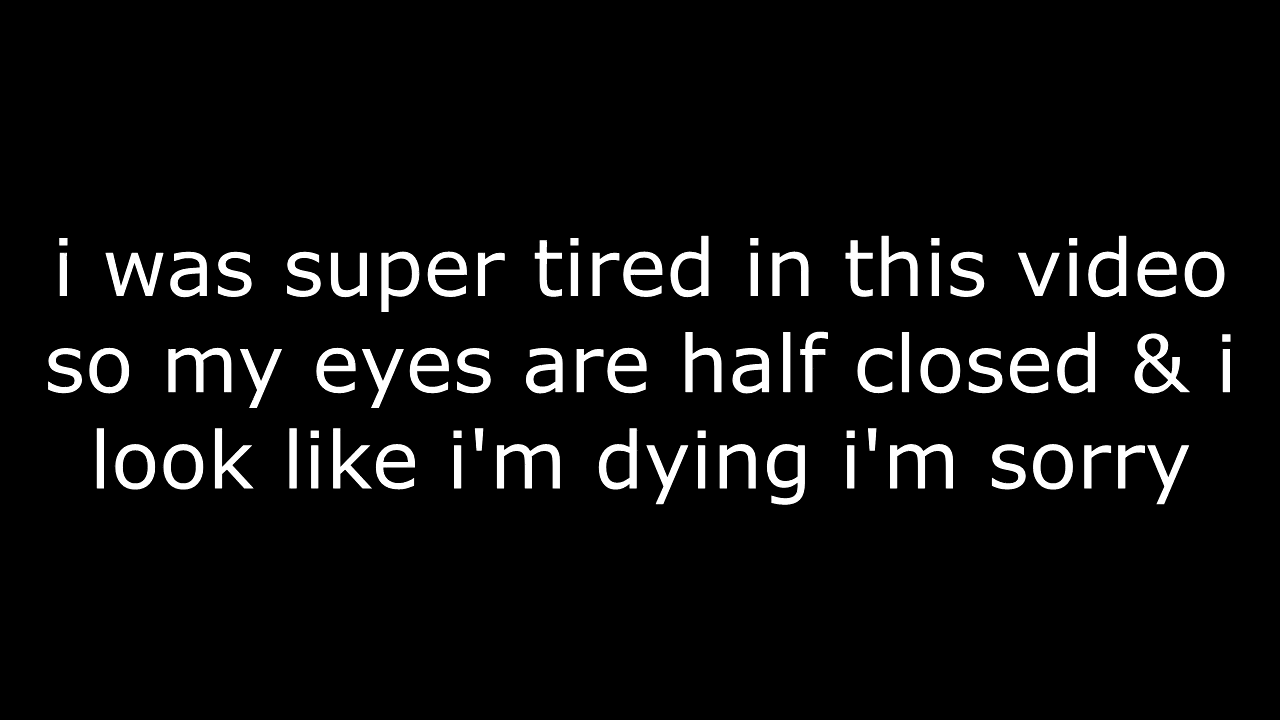 i was super tired in this video
so my eyes are half closed & i
look like i'm dying i'm sorry